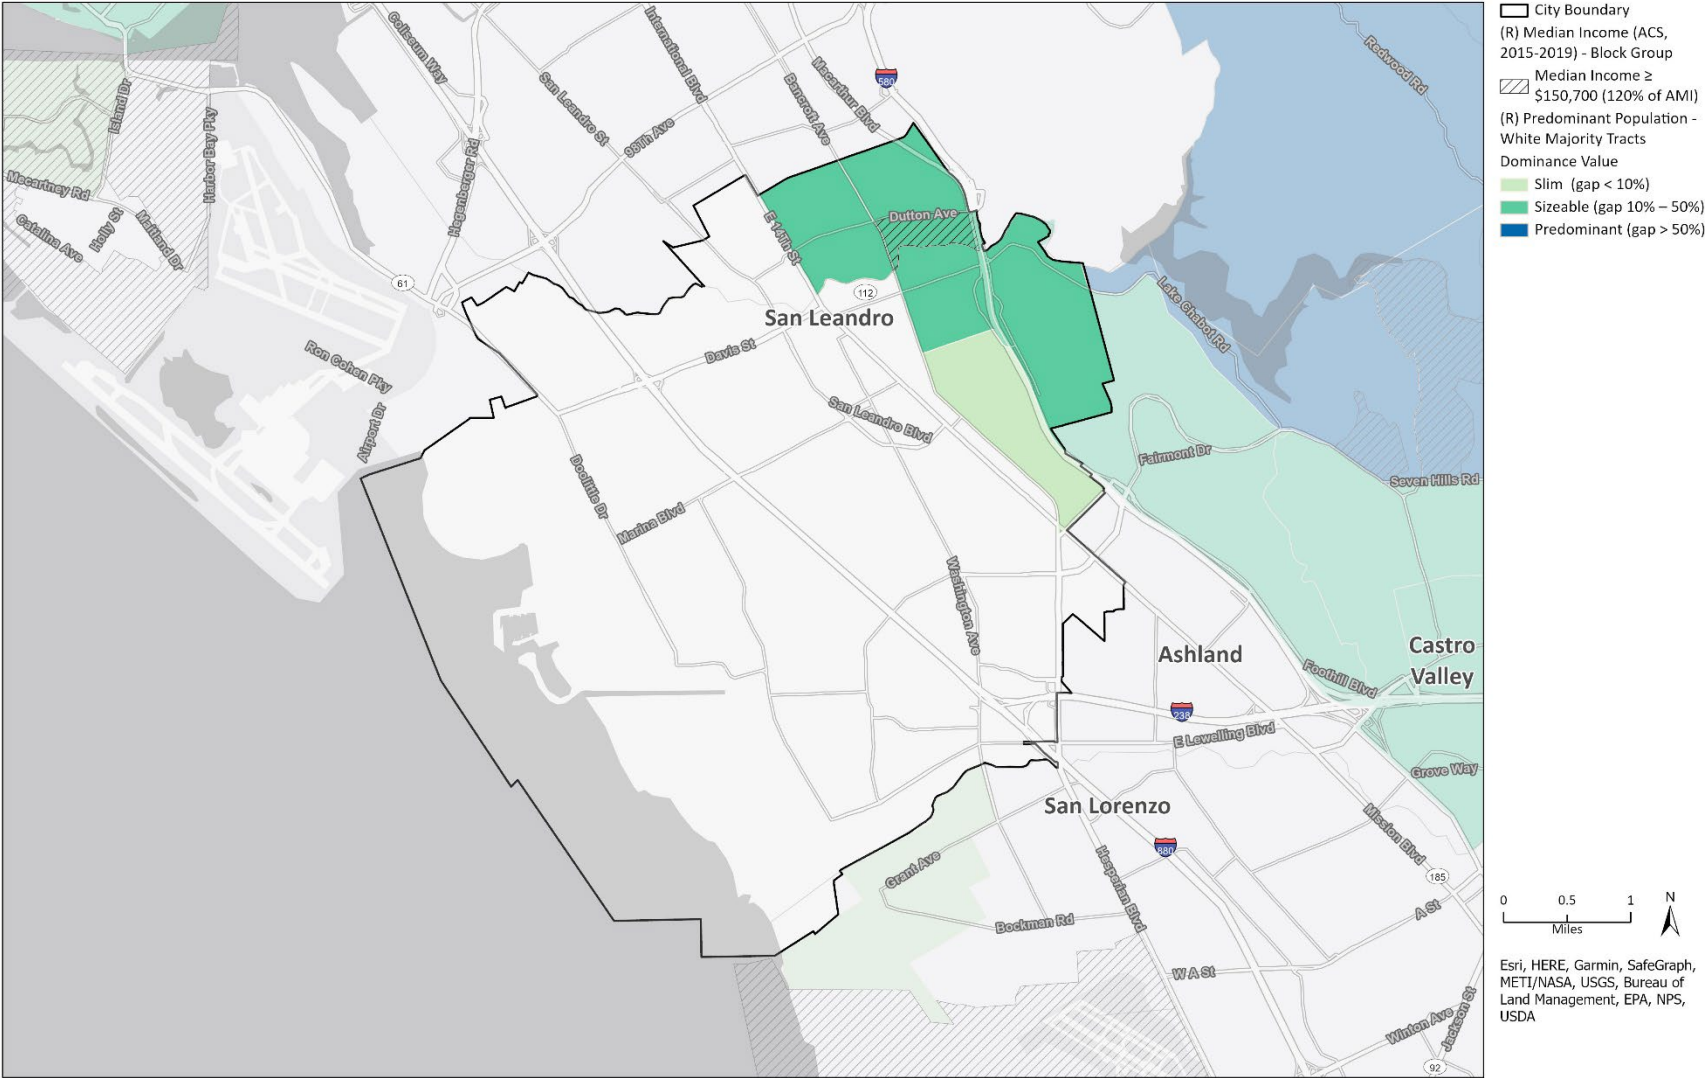 City Boundary
(R) Median Income (ACS,
2015-2019) - Block Group
Median Income ≥
$150,700 (120% of AMI)
(R) Predominant Population -
White Majority Tracts
Dominance Value
Slim (gap < 10%)
Sizeable (gap 10% – 50%)
Predominant (gap > 50%)
Coliseum Way
International Blvd
San Leandro St
98Th Ave
Bancroft Ave
Macarthur Blvd
580
Redwood Rd
Island Dr
Harbor Bay Pky
Hegenberger Rd
Mecartney Rd
Catalina Ave
Holly St
Maitland Dr
61
E 14Th St
Dutton Ave
112
San Leandro
Davis St
Lake Chabot Rd
Ron Cohen Pky
Airport Dr
San Leandro Blvd
Doolittle Dr
Marina Blvd
Fairmont Dr
Seven Hills Rd
Washington Ave
Ashland
Castro
Valley
Foothill Blvd
238
E Lewelling Blvd
Grove Way
San Lorenzo
Mission Blvd
880
185
Grant Ave
Hesperian Blvd
Bockman Rd
A St
W A St
Winton Ave
Jackson St
92
0 0.5 1
Miles
N
Esri, HERE, Garmin, SafeGraph,
METI/NASA, USGS, Bureau of
Land Management, EPA, NPS,
USDA